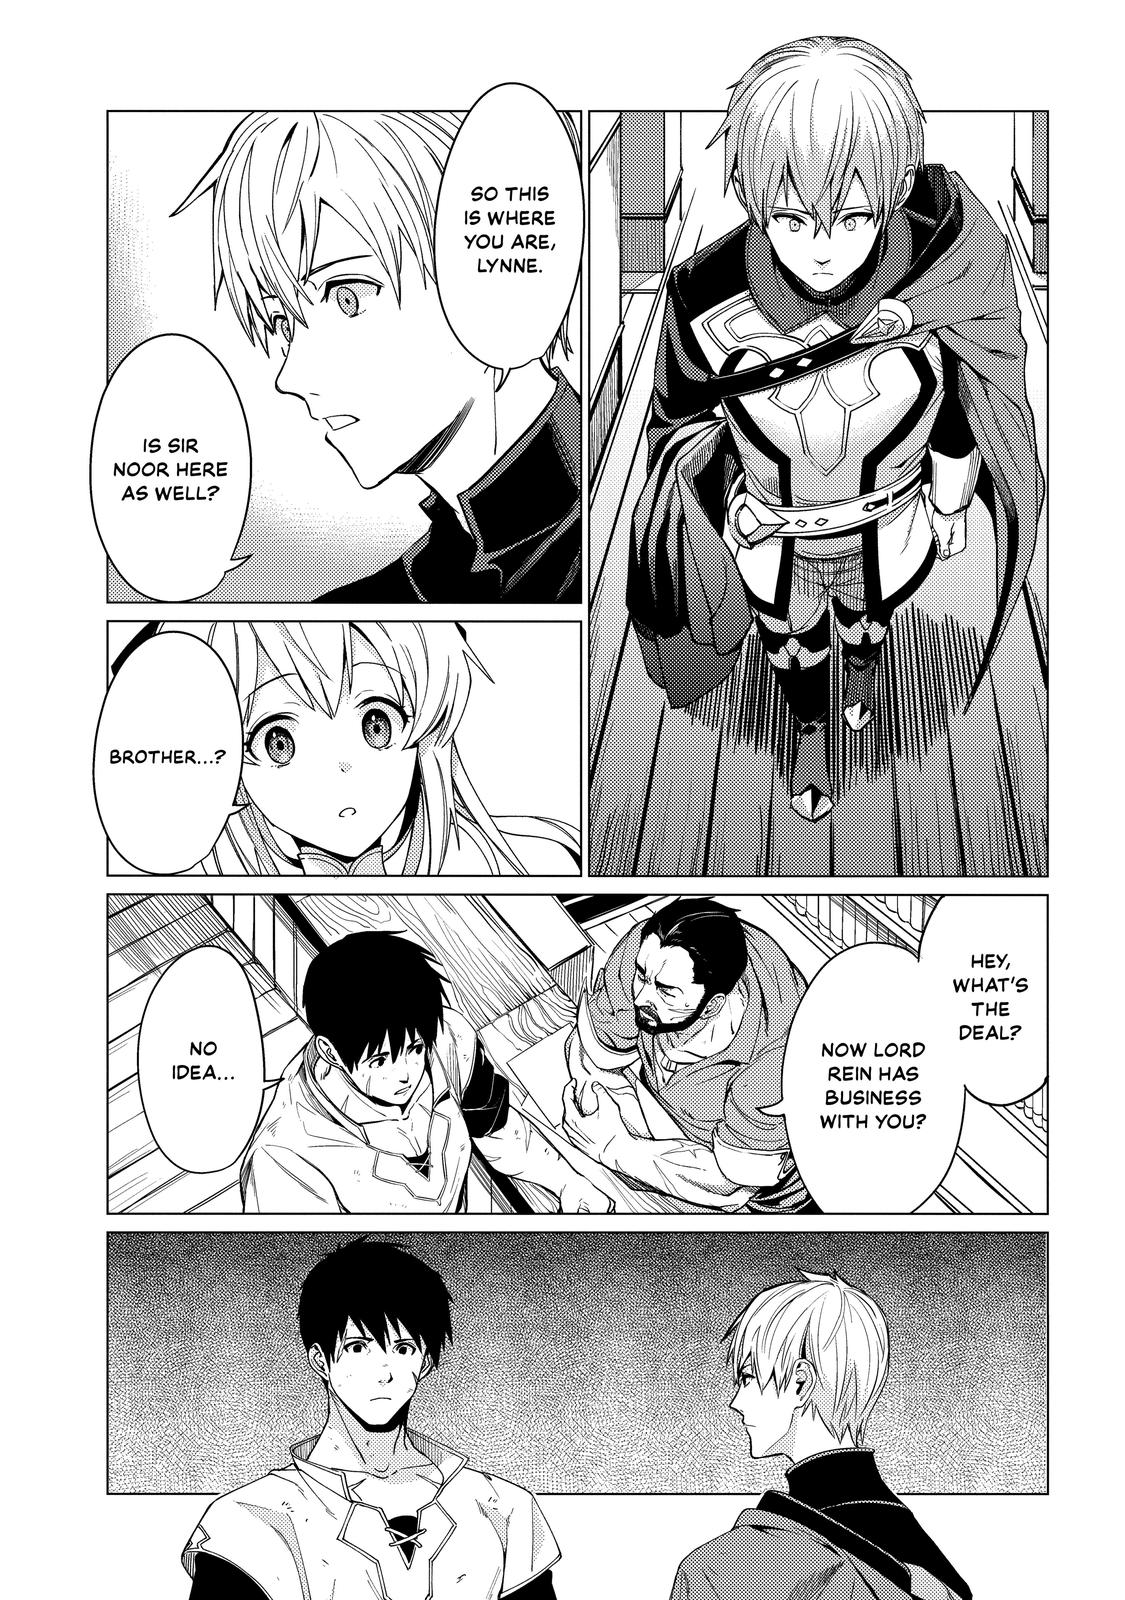 SO THIS
IS WHERE
YOU ARE,
LYNNE.
IS SIR
NOOR HERE
AS WELL?
BROTHER...?
HEY,
WHAT'S
THE
DEAL?
NOW LORD
REIN HAS
BUSINESS
WITH YOU?
NO
IDEA...